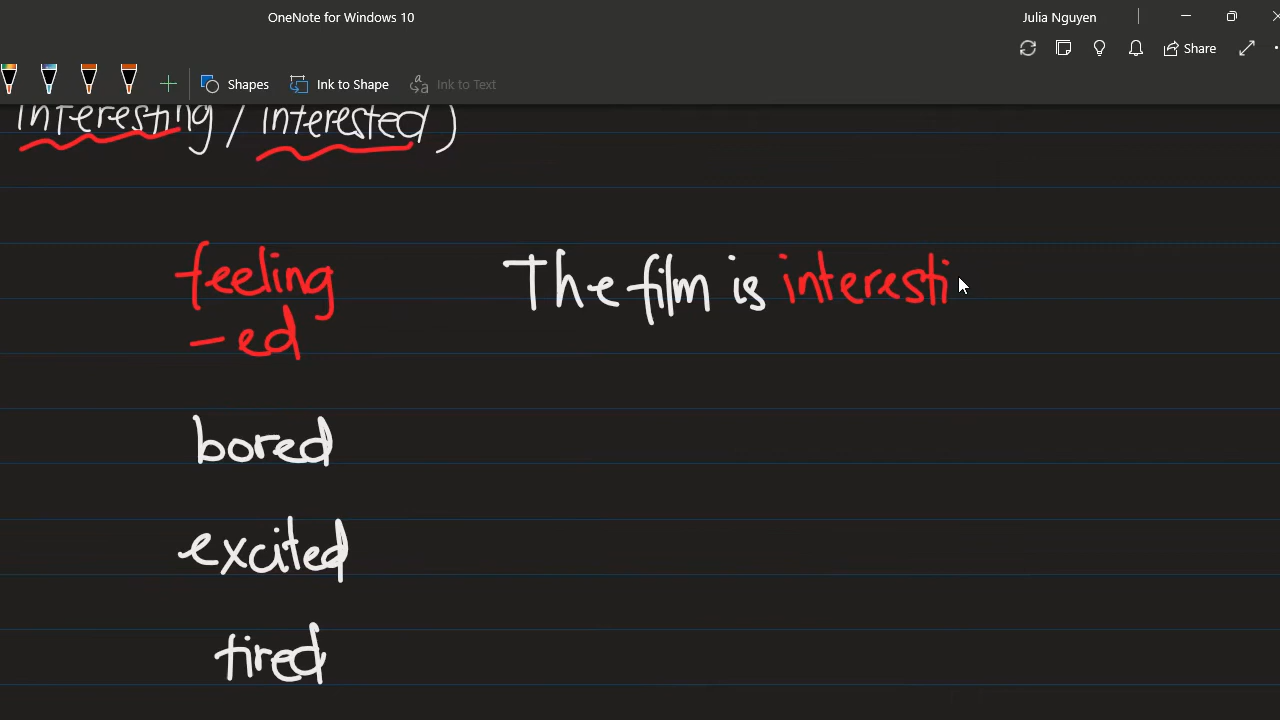 OneNote for Windows 10
Julia Nguyen
Share
Shapes
Ink to Shape
Ink to Text
interesting / interested )
feeling
The film is interesti
- ed
bored
excited
tired